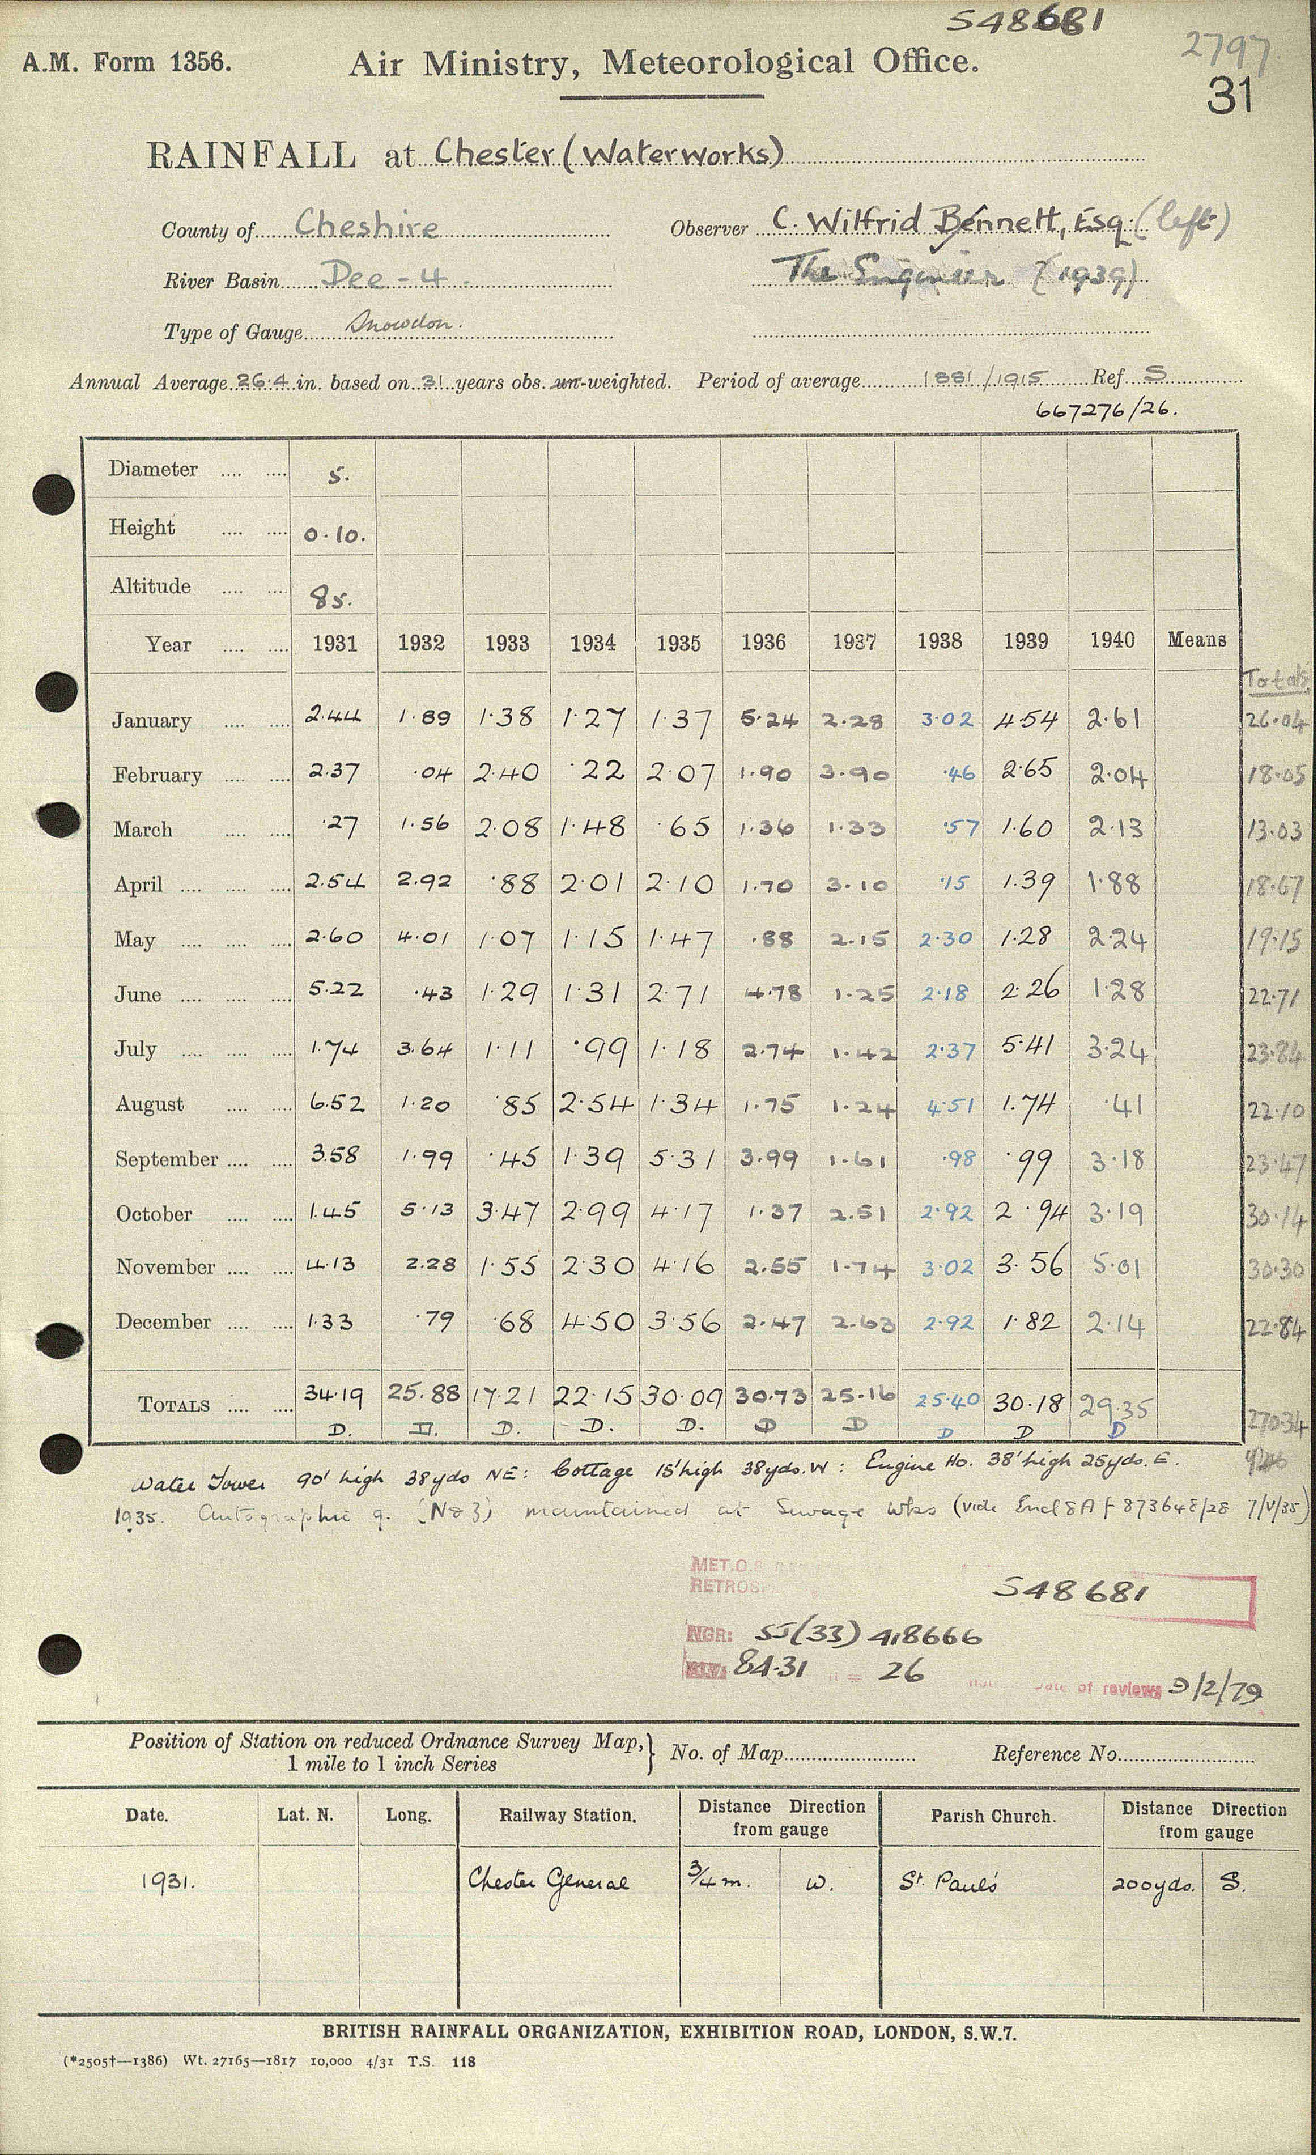 S48681
2797
A.M. Form 1356.
Air Ministry, Meteorological Office.
31
RAINFALL at Chester (Waterworks)
County of Cheshire Observer C. Wilfrid Bennett, Esq. (left)
River Basin Dee - 4. The Engineer (1939)
Type of Gauge Snowdon.
Annual Average 26.4 in. based on 31 years obs. un-weighted. Period of average 1881/1915 Ref. S
667276/26.
Diameter .... .... 5.
Height .... .... 0.10.
Altitude .... .... 85.
Year .... .... 1931 1932 1933 1934 1935 1936 1937 1938 1939 1940 Means
Totals
January .... .... 2.44 1.89 1.38 1.27 1.37 5.24 2.28 3.02 4.54 2.61 26.04
February .... .... 2.37 .04 2.40 .22 2.07 1.90 3.90 .46 2.65 2.04 18.05
March .... .... .27 1.56 2.08 1.48 .65 1.36 1.33 .57 1.60 2.13 13.03
April .... .... .... 2.54 2.92 .88 2.01 2.10 1.70 3.10 .15 1.39 1.88 18.67
May .... .... .... 2.60 4.01 1.07 1.15 1.47 .88 2.15 2.30 1.28 2.24 19.15
June .... .... .... 5.22 .43 1.29 1.31 2.71 4.78 1.25 2.18 2.26 1.28 22.71
July .... .... .... 1.74 3.64 1.11 .99 1.18 2.74 1.42 2.37 5.41 3.24 23.84
August .... .... 6.52 1.20 .85 2.54 1.34 1.75 1.24 4.51 1.74 .41 22.10
September .... .... 3.58 1.99 .45 1.39 5.31 3.99 1.61 .98 .99 3.18 23.47
October .... .... 1.45 5.13 3.47 2.99 4.17 1.37 2.51 2.92 2.94 3.19 30.14
November .... .... 4.13 2.28 1.55 2.30 4.16 2.55 1.74 3.02 3.56 5.01 30.30
December .... .... 1.33 .79 .68 4.50 3.56 2.47 2.63 2.92 1.82 2.14 22.84
TOTALS .... .... 34.19 25.88 17.21 22.15 30.09 30.73 25.16 25.40 30.18 29.35 270.34
D. D. D. D. D. D D D D D
Water Tower 90' high 38yds NE: Cottage 15' high 38yds. W: Engine Ho. 38' high 25yds. E.
1935. Autographic g. (No 3) maintained at Sewage Wks (vide Encl 8A f 873648/28 7/V/35)
MET.O.8
RETROS
S48681
NGR: SJ(33) 418666
84.31 = 26
Date of reviews 9/2/79
Position of Station on reduced Ordnance Survey Map, 1 mile to 1 inch Series } No. of Map Reference No.
Date. Lat. N. Long. Railway Station. Distance Direction from gauge Parish Church. Distance Direction from gauge
1931. Chester General 3/4 m. W. St. Paul's 200yds. S.
BRITISH RAINFALL ORGANIZATION, EXHIBITION ROAD, LONDON, S.W.7.
(*2505†—1386) Wt. 27165—1817 10,000 4/31 T.S. 118